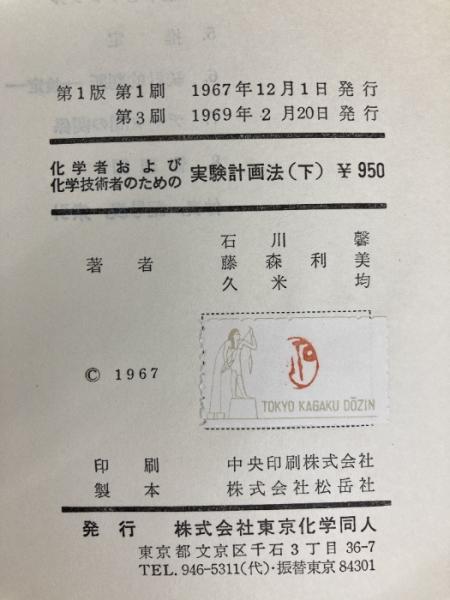 第1版 第1刷 1967年12月1日 発行
第3刷 1969年 2月20日 発行
化学者および
化学技術者のための 実験計画法(下) ¥950
石川 馨
著者 藤森利美
久米 均
© 1967
TOKYO KAGAKU DŌZIN
印刷 中央印刷株式会社
製本 株式会社松岳社
発行 株式会社東京化学同人
東京都文京区千石3丁目36-7
TEL. 946-5311(代)・振替東京84301